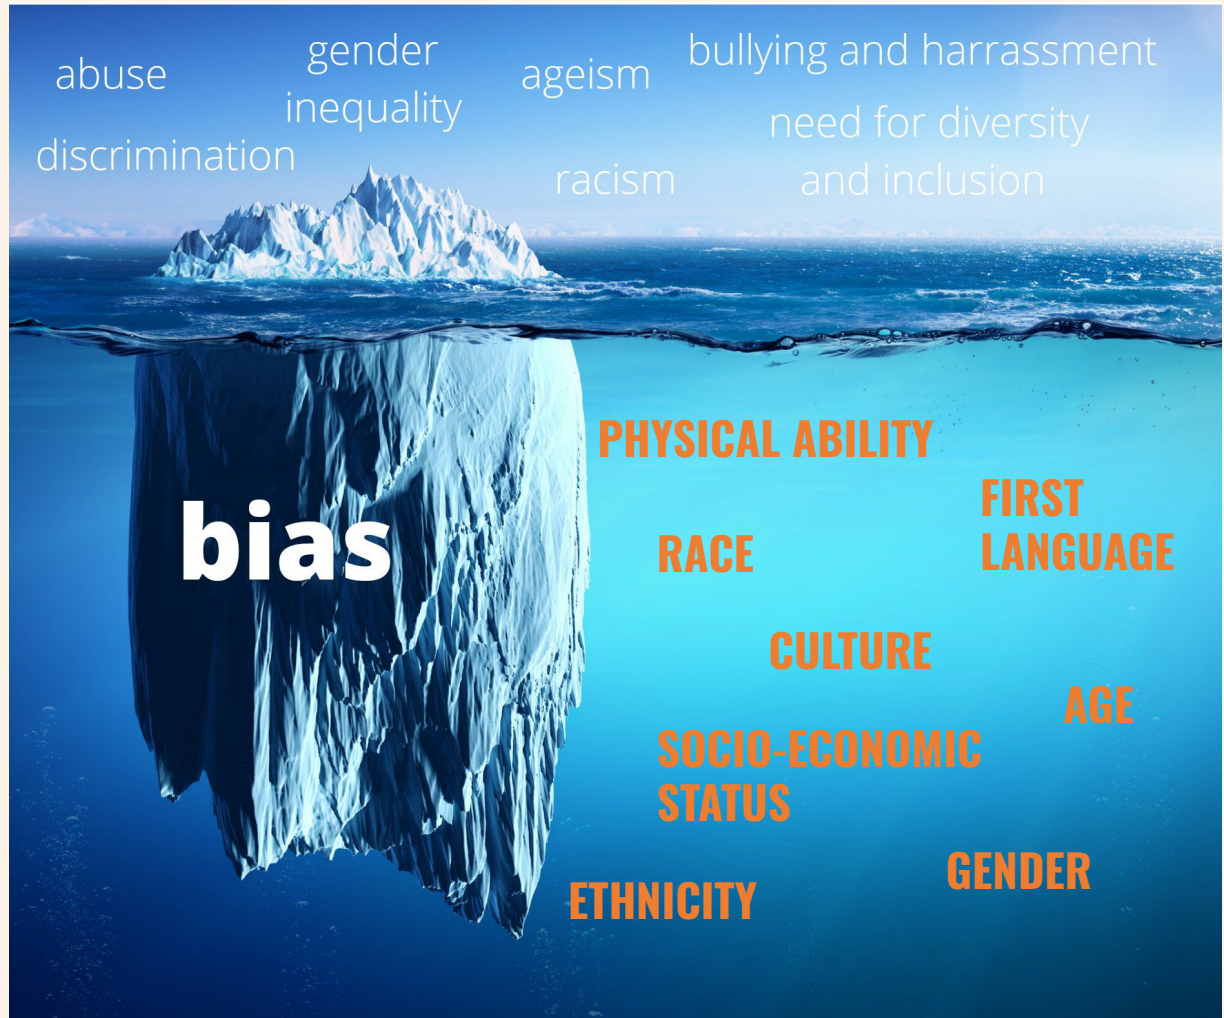 abuse
gender
inequality
ageism
bullying and harrassment
discrimination
racism
need for diversity
and inclusion
bias
PHYSICAL ABILITY
FIRST
LANGUAGE
RACE
CULTURE
AGE
SOCIO-ECONOMIC
STATUS
GENDER
ETHNICITY